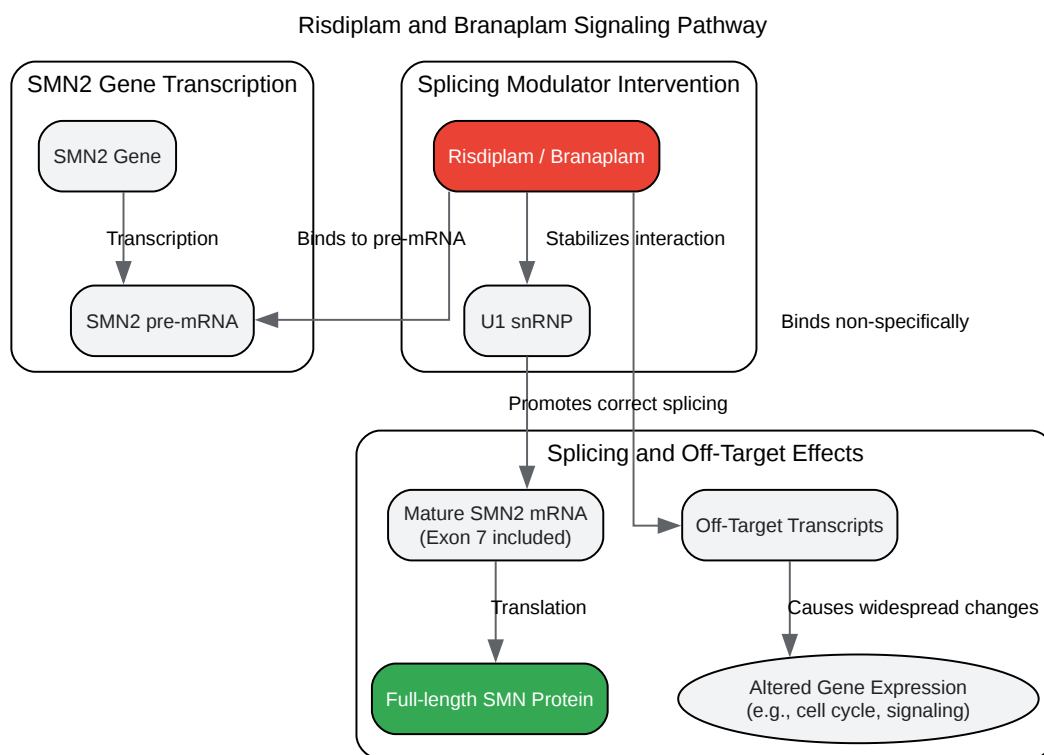 Risdiplam and Branaplam Signaling Pathway
SMN2 Gene Transcription
Splicing Modulator Intervention
SMN2 Gene
Risdiplam / Branaplam
Transcription
Binds to pre-mRNA
Stabilizes interaction
SMN2 pre-mRNA
U1 snRNP
Binds non-specifically
Promotes correct splicing
Splicing and Off-Target Effects
Mature SMN2 mRNA
(Exon 7 included)
Off-Target Transcripts
Translation
Causes widespread changes
Full-length SMN Protein
Altered Gene Expression
(e.g., cell cycle, signaling)